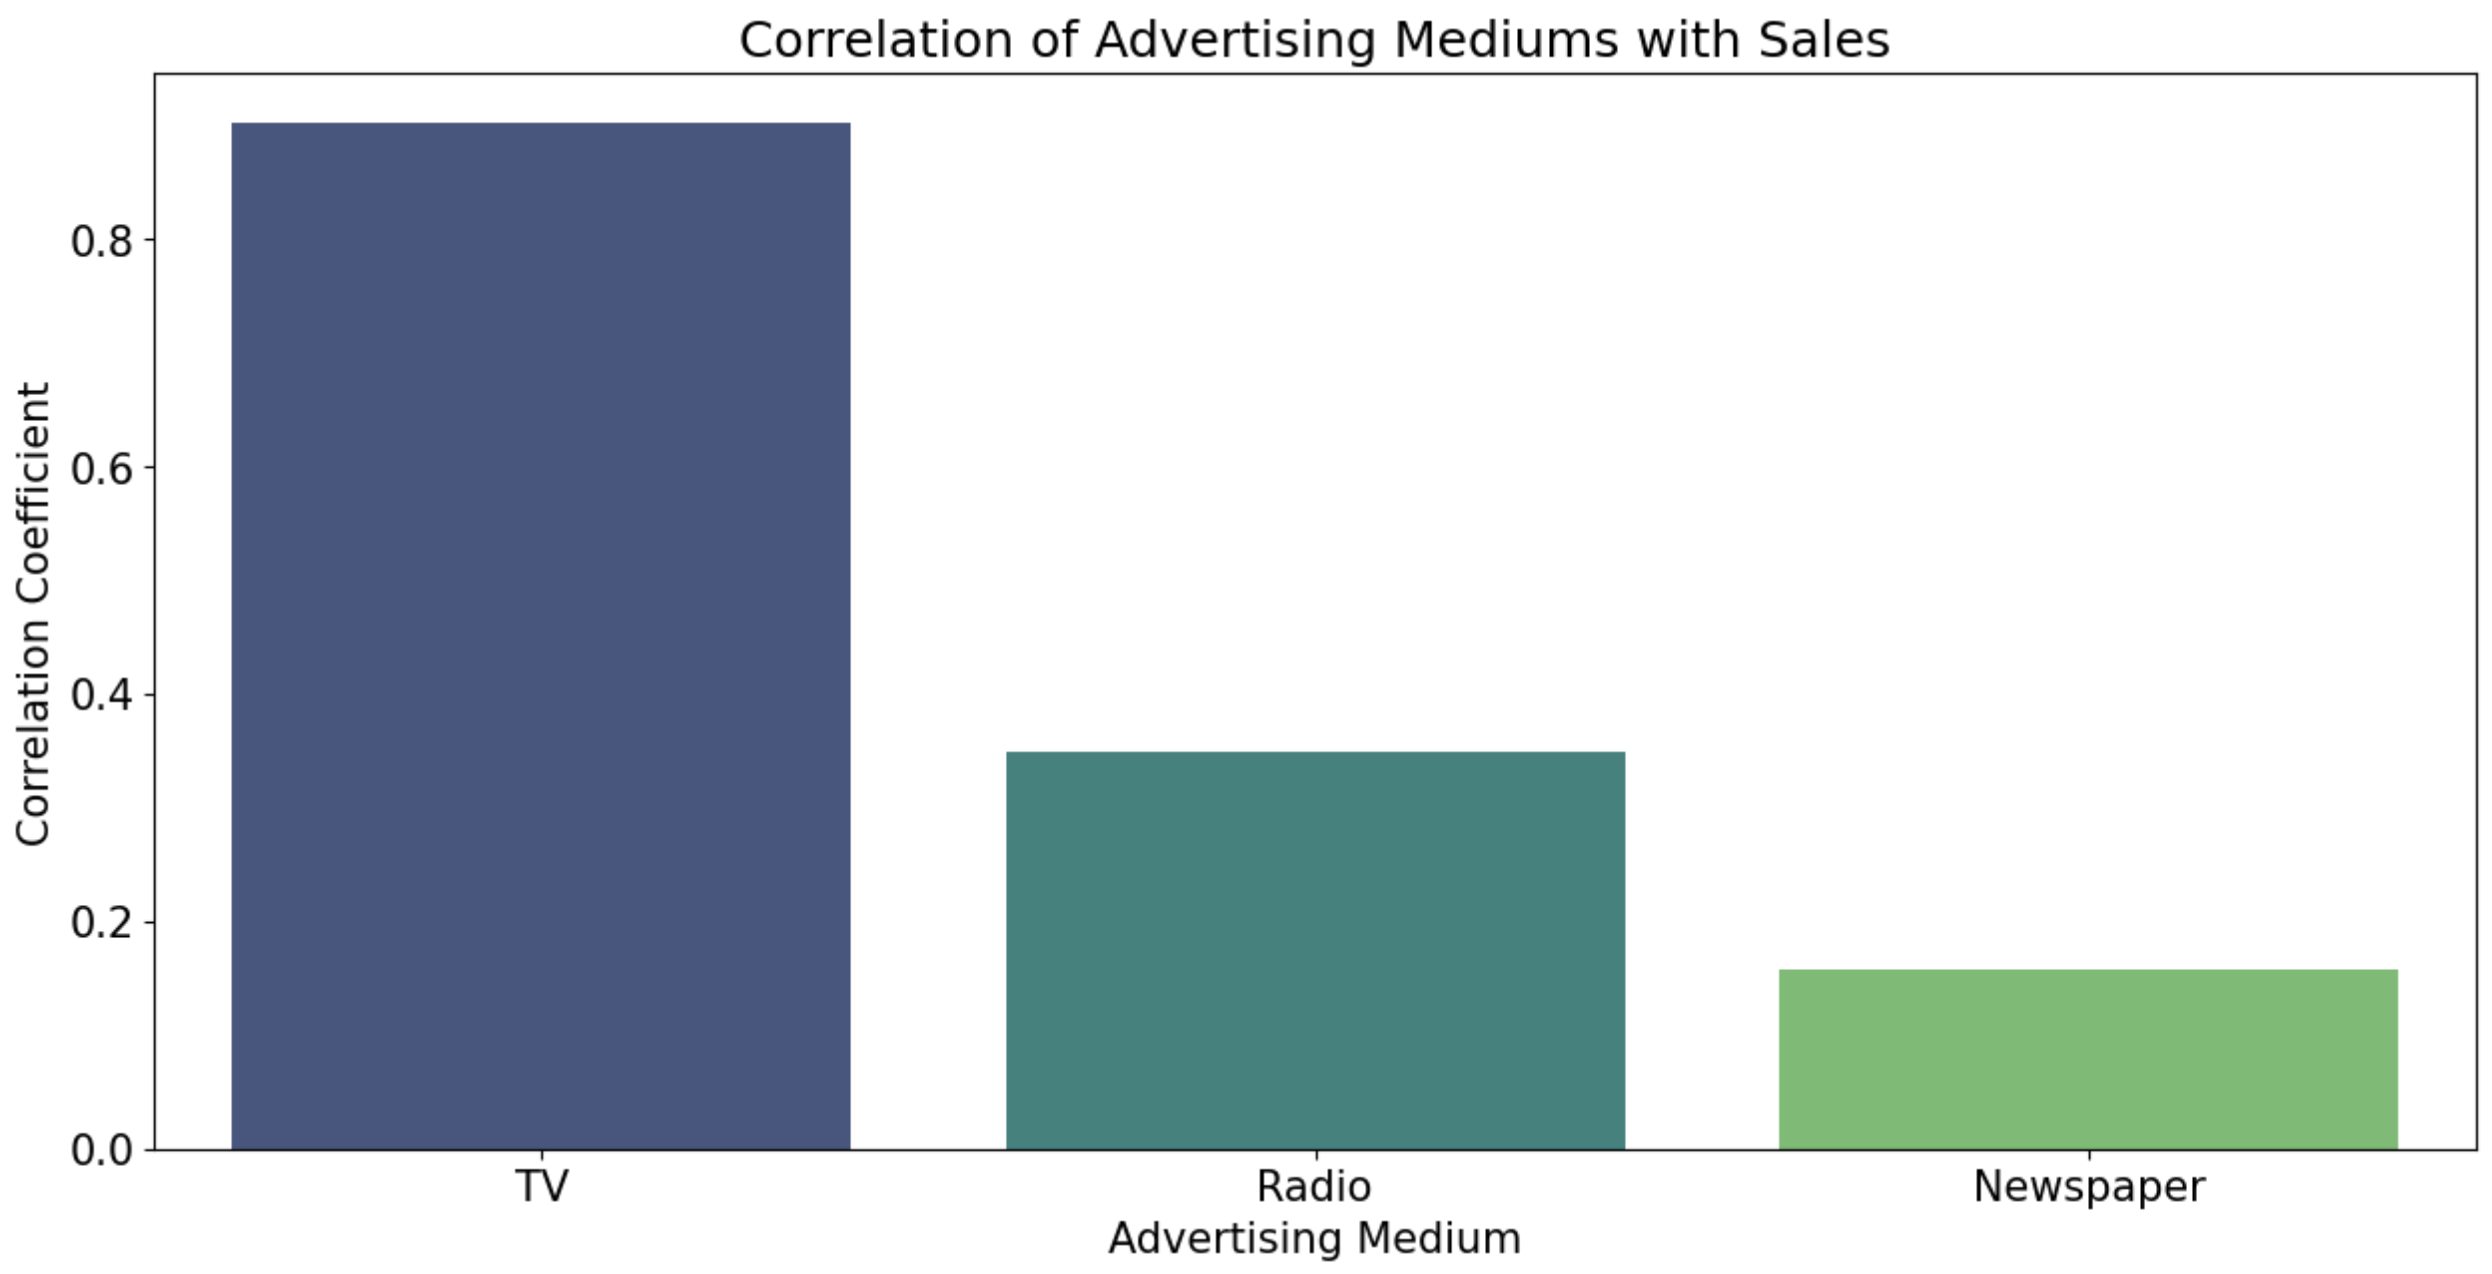 Correlation of Advertising Mediums with Sales
Correlation Coefficient
0.8
0.6
0.4
0.2
0.0
TV
Radio
Newspaper
Advertising Medium